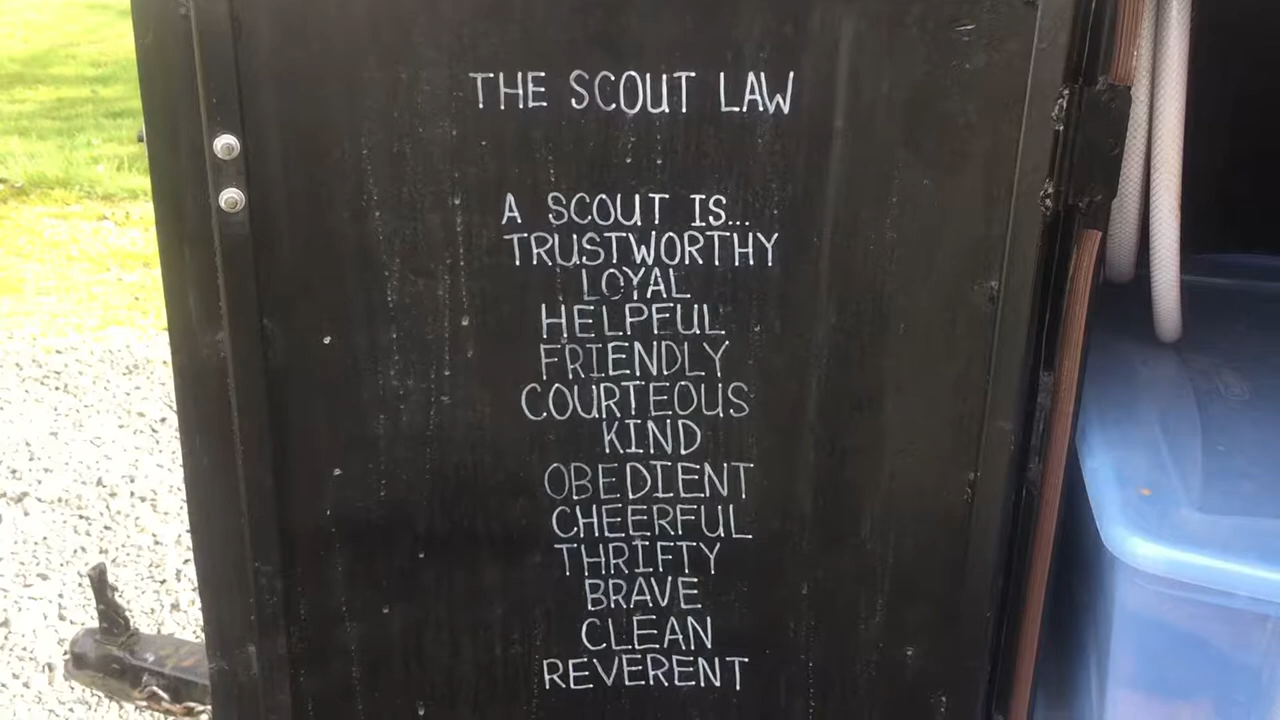 THE SCOUT LAW
A SCOUT IS...
TRUSTWORTHY
LOYAL
HELPFUL
FRIENDLY
COURTEOUS
KIND
OBEDIENT
CHEERFUL
THRIFTY
BRAVE
CLEAN
REVERENT